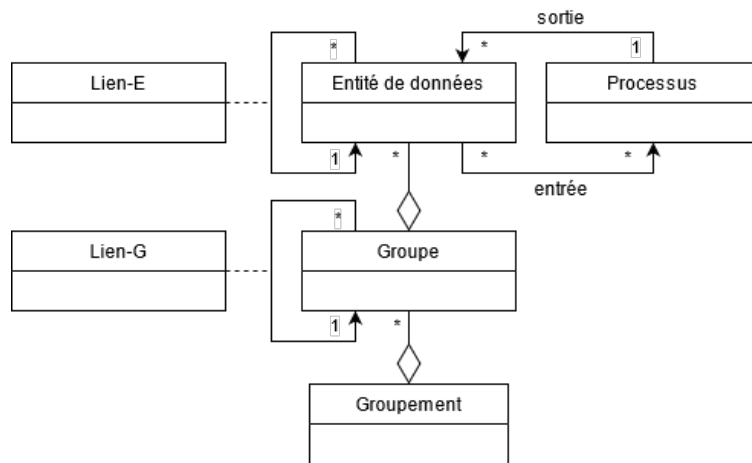 sortie
*
*
1
Lien-E
Entité de données
Processus
1
*
*
*
entrée
*
Lien-G
Groupe
1
*
Groupement